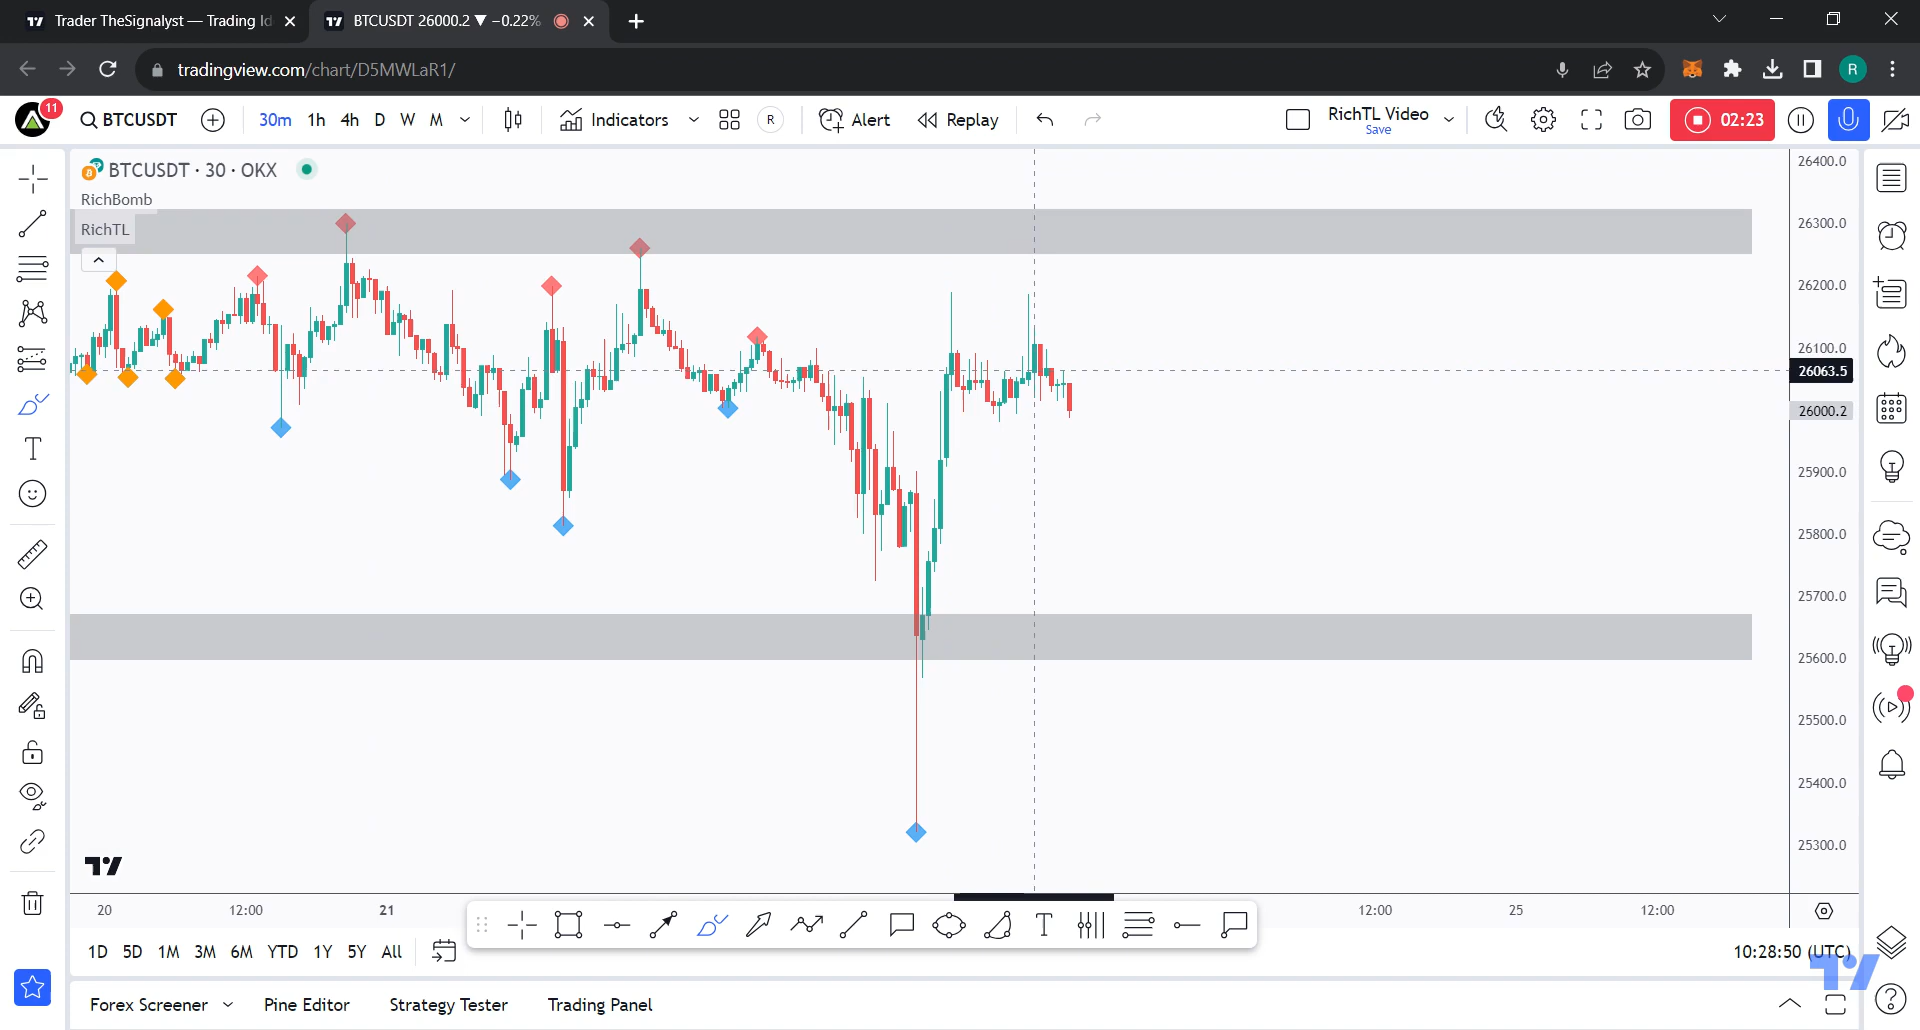 Trader TheSignalyst — Trading Id
BTCUSDT 26000.2 ▼ −0.22%
tradingview.com/chart/D5MWLaR1/
R
11
BTCUSDT
30m 1h 4h D W M
Indicators
R
Alert
Replay
RichTL Video
Save
02:23
BTCUSDT · 30 · OKX
RichBomb
RichTL
26400.0
26300.0
26200.0
26100.0
26063.5
26000.2
25900.0
25800.0
25700.0
25600.0
25500.0
25400.0
25300.0
20 12:00 21 12:00 25 12:00
1D 5D 1M 3M 6M YTD 1Y 5Y All
10:28:50 (UTC)
Forex Screener Pine Editor Strategy Tester Trading Panel